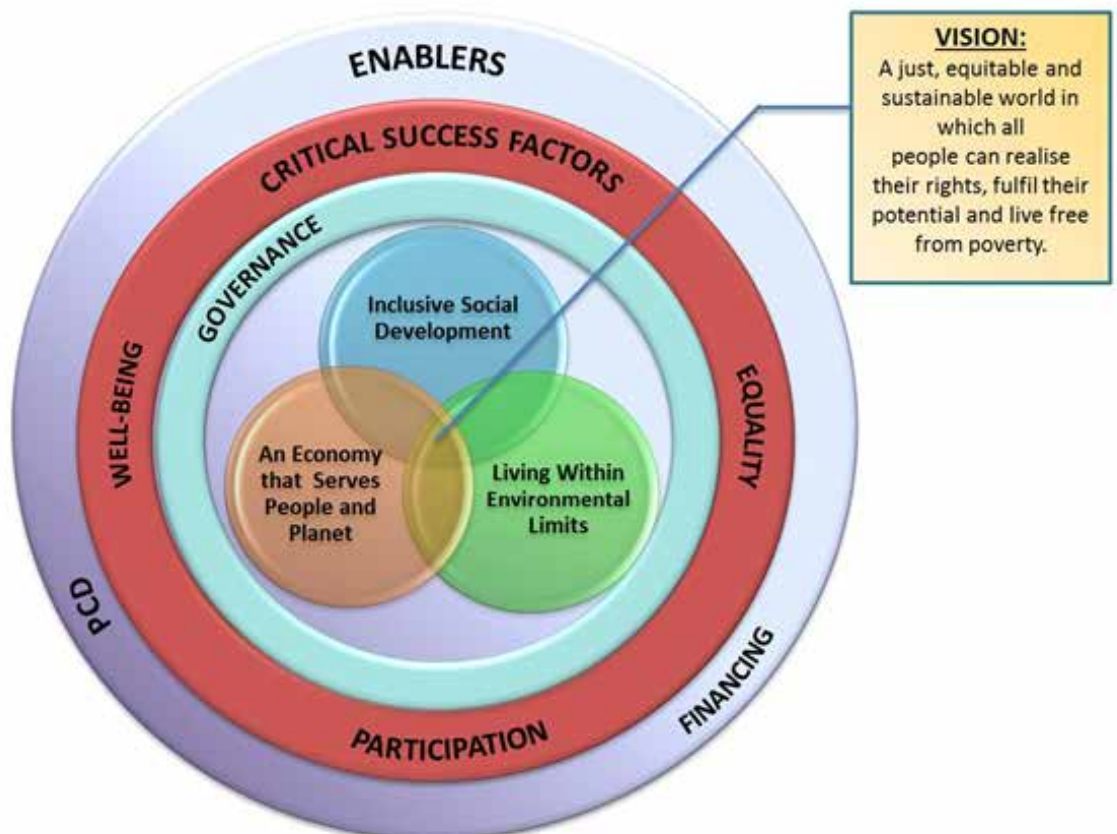 ENABLERS
CRITICAL SUCCESS FACTORS
GOVERNANCE
WELL-BEING
EQUALITY
PARTICIPATION
PCD
FINANCING
Inclusive Social
Development
An Economy
that Serves
People and
Planet
Living Within
Environmental
Limits
VISION:
A just, equitable and
sustainable world in
which all
people can realise
their rights, fulfil their
potential and live free
from poverty.